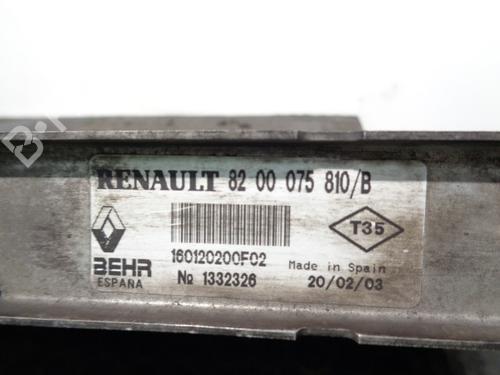 RENAULT 82 00 075 810/B
T35
160120200F02
BEHR
ESPAÑA
№ 1332326
Made in Spain
20/02/03